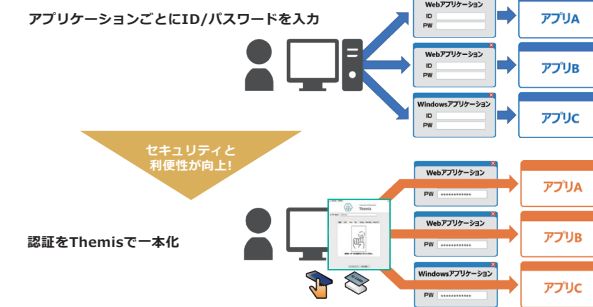 アプリケーションごとにID/パスワードを入力
Webアプリケーション
ID
PW
アプリA
Webアプリケーション
ID
PW
アプリB
Windowsアプリケーション
ID
PW
アプリC
セキュリティと
利便性が向上!
認証をThemisで一本化
Themis
Webアプリケーション
PW ************
アプリA
Webアプリケーション
PW ************
アプリB
Windowsアプリケーション
PW ************
アプリC